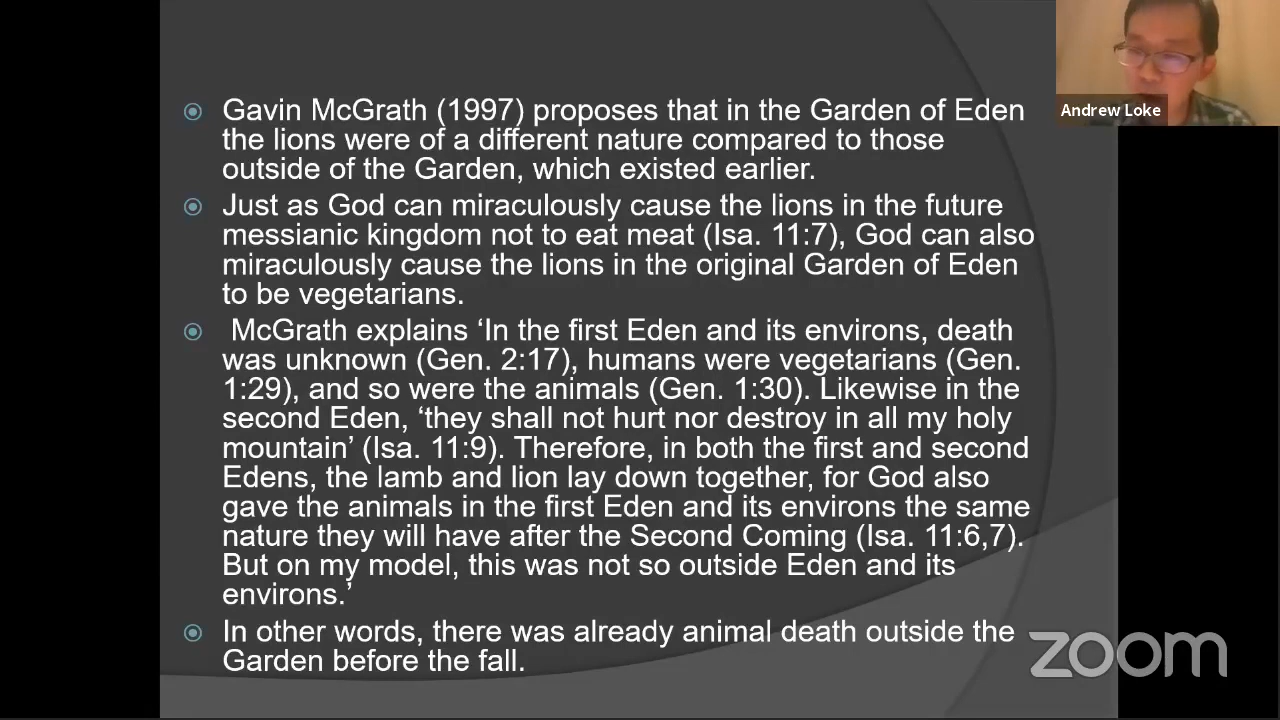 Gavin McGrath (1997) proposes that in the Garden of Eden
the lions were of a different nature compared to those
outside of the Garden, which existed earlier.
Just as God can miraculously cause the lions in the future
messianic kingdom not to eat meat (Isa. 11:7), God can also
miraculously cause the lions in the original Garden of Eden
to be vegetarians.
McGrath explains ‘In the first Eden and its environs, death
was unknown (Gen. 2:17), humans were vegetarians (Gen.
1:29), and so were the animals (Gen. 1:30). Likewise in the
second Eden, ‘they shall not hurt nor destroy in all my holy
mountain’ (Isa. 11:9). Therefore, in both the first and second
Edens, the lamb and lion lay down together, for God also
gave the animals in the first Eden and its environs the same
nature they will have after the Second Coming (Isa. 11:6,7).
But on my model, this was not so outside Eden and its
environs.’
In other words, there was already animal death outside the
Garden before the fall.
Andrew Loke
zoom